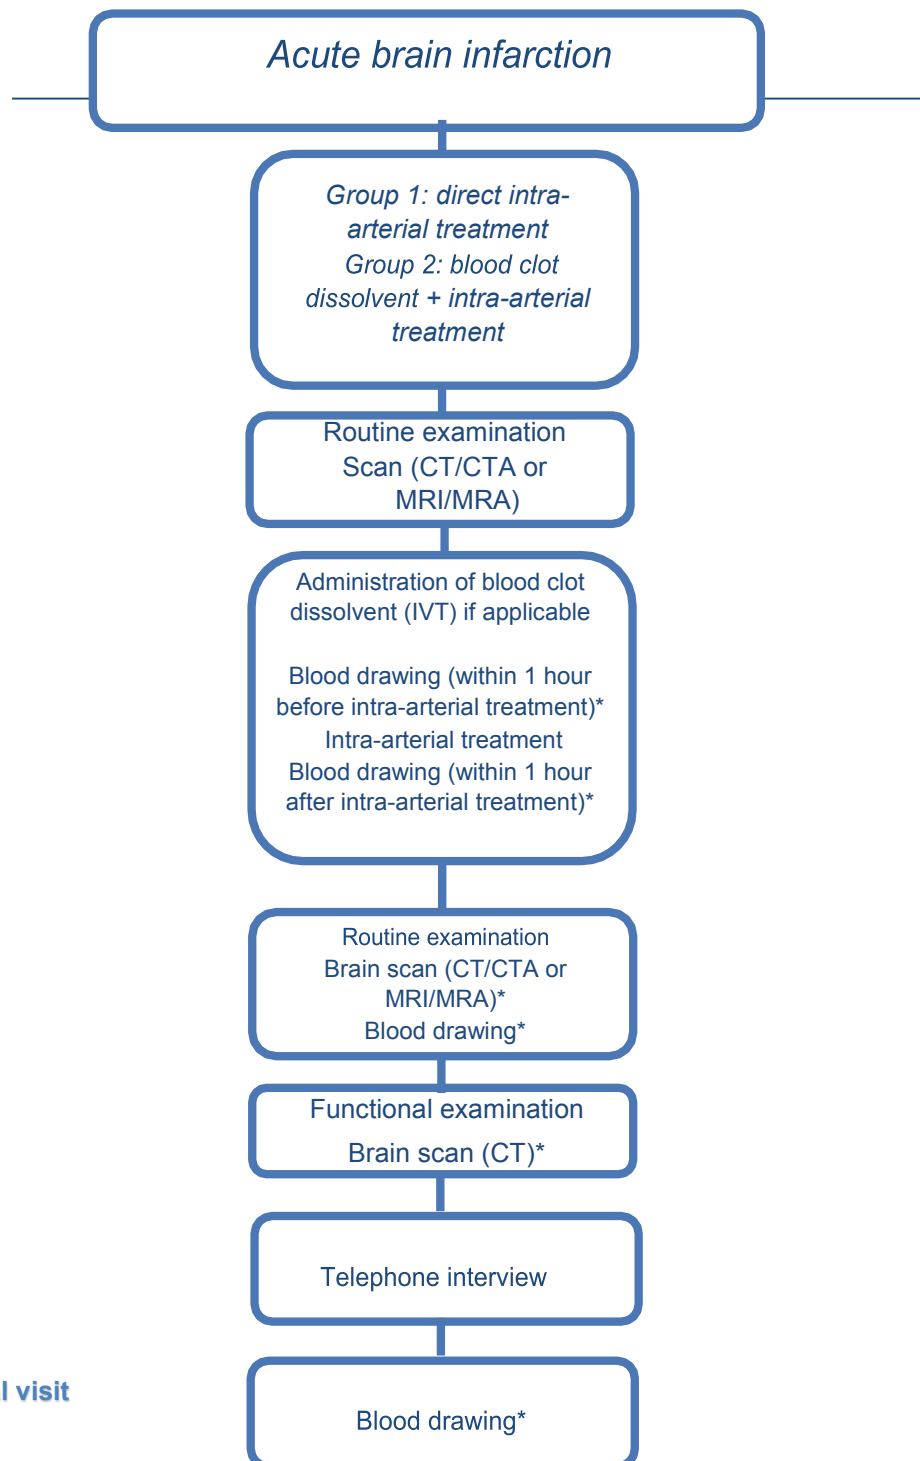 Acute brain infarction
Group 1: direct intra-
arterial treatment
Group 2: blood clot
dissolvent + intra-arterial
treatment
Routine examination
Scan (CT/CTA or
MRI/MRA)
Administration of blood clot
dissolvent (IVT) if applicable
Blood drawing (within 1 hour
before intra-arterial treatment)*
Intra-arterial treatment
Blood drawing (within 1 hour
after intra-arterial treatment)*
Routine examination
Brain scan (CT/CTA or
MRI/MRA)*
Blood drawing*
Functional examination
Brain scan (CT)*
Telephone interview
visit
Blood drawing*